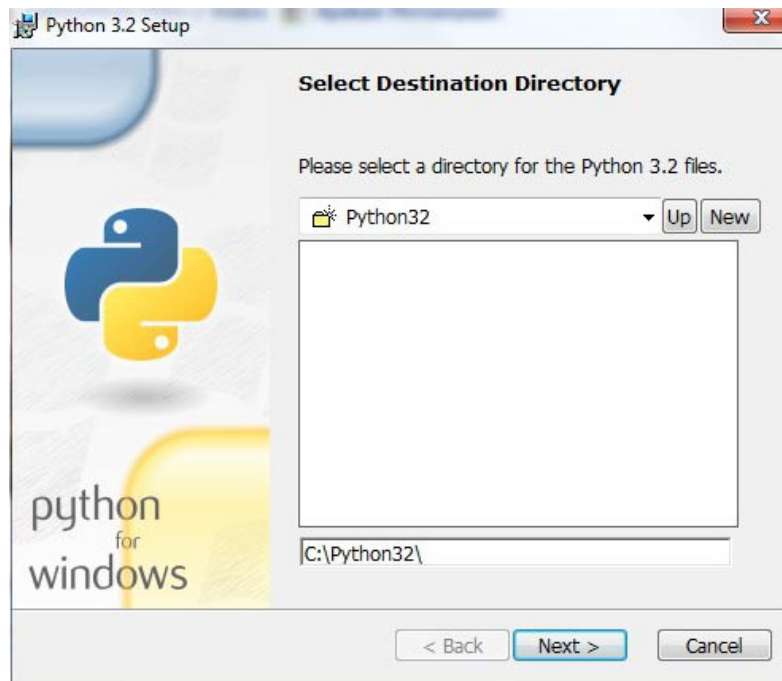 Python 3.2 Setup
Select Destination Directory
Please select a directory for the Python 3.2 files.
Python32
Up
New
C:\Python32\
python
for
windows
< Back
Next >
Cancel